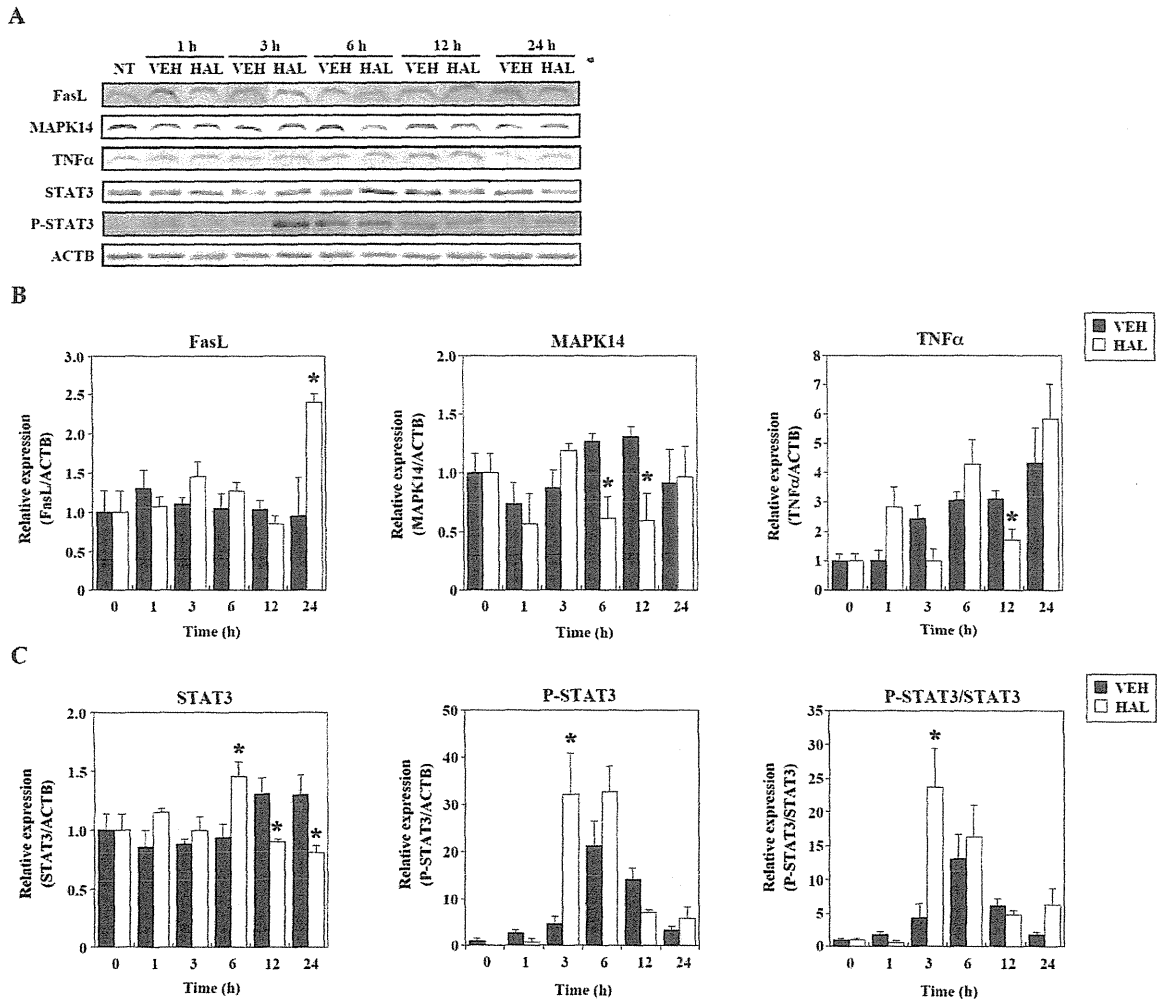 A
1 h 3 h 6 h 12 h 24 h
NT VEH HAL VEH HAL VEH HAL VEH HAL VEH HAL
FasL
MAPK14
TNFα
STAT3
P-STAT3
ACTB
B
VEH
HAL
FasL
Relative expression
(FasL/ACTB)
3.0
2.5
2.0
1.5
1.0
0.5
0
*
0 1 3 6 12 24
Time (h)
MAPK14
Relative expression
(MAPK14/ACTB)
2.0
1.5
1.0
0.5
0
* *
0 1 3 6 12 24
Time (h)
TNFα
Relative expression
(TNFα/ACTB)
8
7
6
5
4
3
2
1
0
*
0 1 3 6 12 24
Time (h)
C
VEH
HAL
STAT3
Relative expression
(STAT3/ACTB)
2.0
1.5
1.0
0.5
0
* * *
0 1 3 6 12 24
Time (h)
P-STAT3
Relative expression
(P-STAT3/ACTB)
50
40
30
20
10
0
*
0 1 3 6 12 24
Time (h)
P-STAT3/STAT3
Relative expression
(P-STAT3/STAT3)
35
30
25
20
15
10
5
0
*
0 1 3 6 12 24
Time (h)